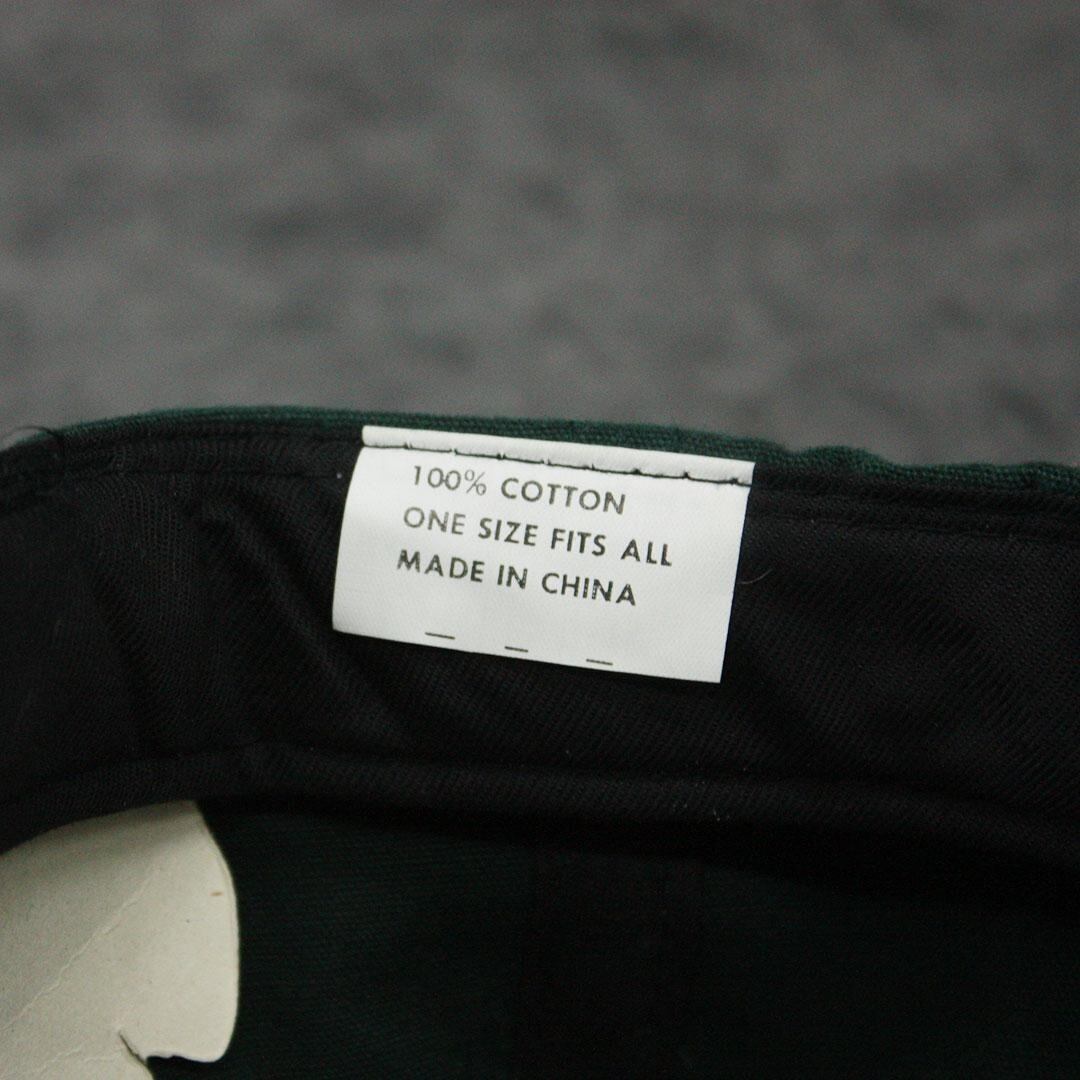 100% COTTON
ONE SIZE FITS ALL
MADE IN CHINA